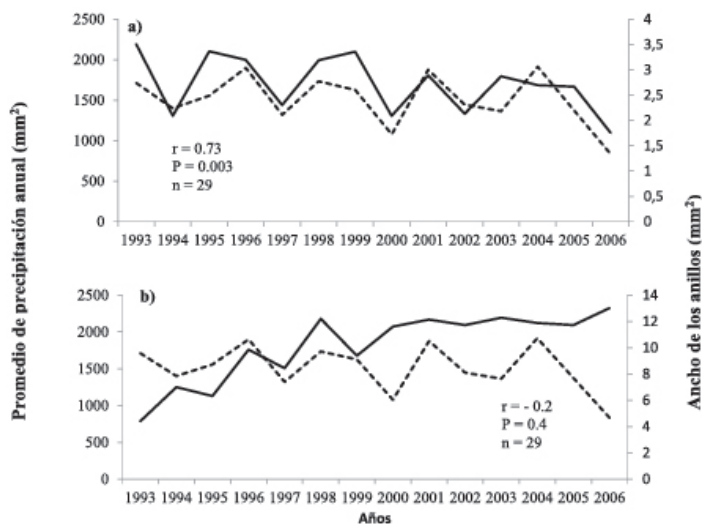 a)
2500
2000
1500
1000
500
0
4
3,5
3
2,5
2
1,5
1
0,5
0
r = 0.73
P = 0.003
n = 29
1993 1994 1995 1996 1997 1998 1999 2000 2001 2002 2003 2004 2005 2006
Promedio de precipitación anual (mm²)
Ancho de los anillos (mm²)
b)
2500
2000
1500
1000
500
0
14
12
10
8
6
4
2
0
r = - 0.2
P = 0.4
n = 29
1993 1994 1995 1996 1997 1998 1999 2000 2001 2002 2003 2004 2005 2006
Años